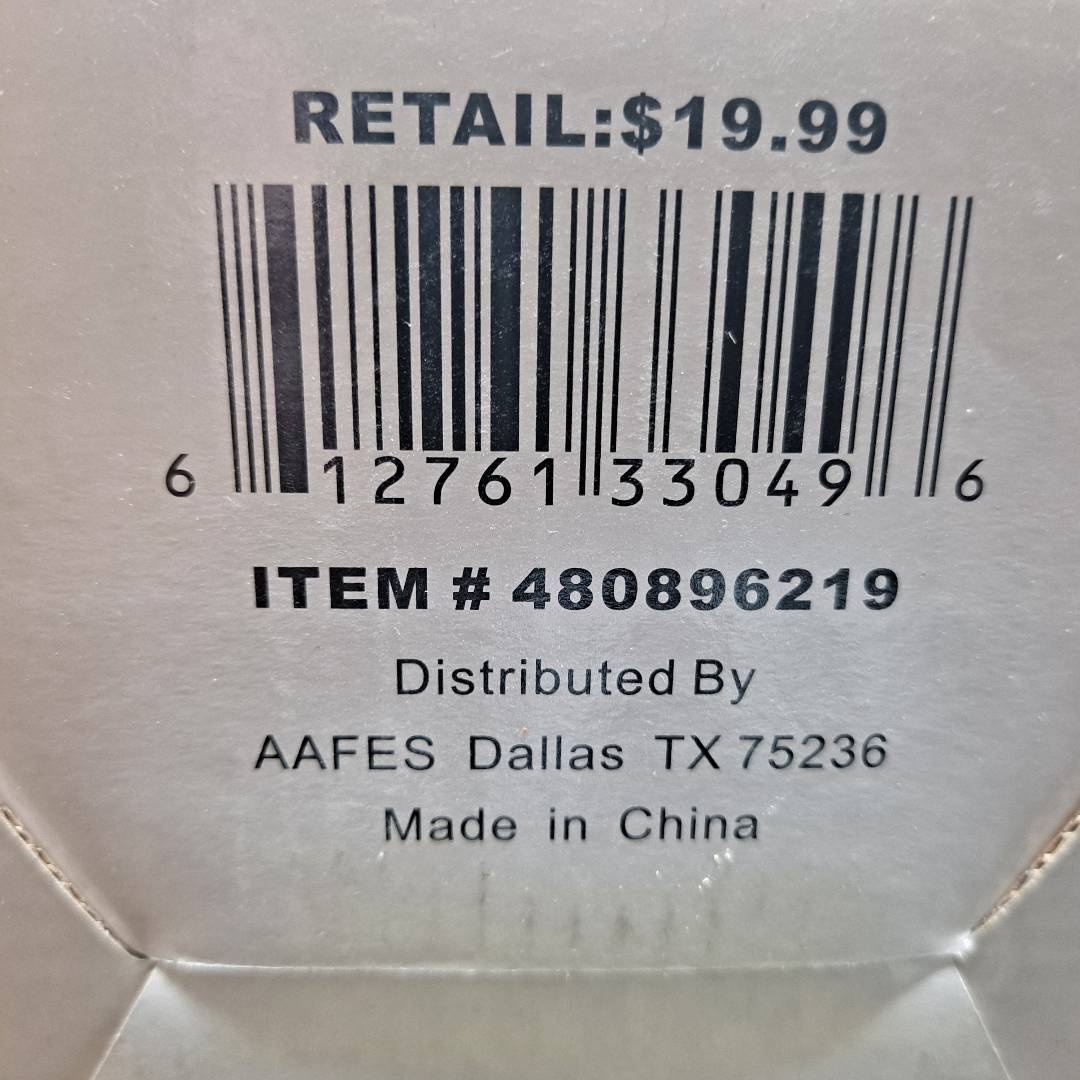 RETAIL:$19.99
6 12761 33049 6
ITEM # 480896219
Distributed By
AAFES Dallas TX 75236
Made in China